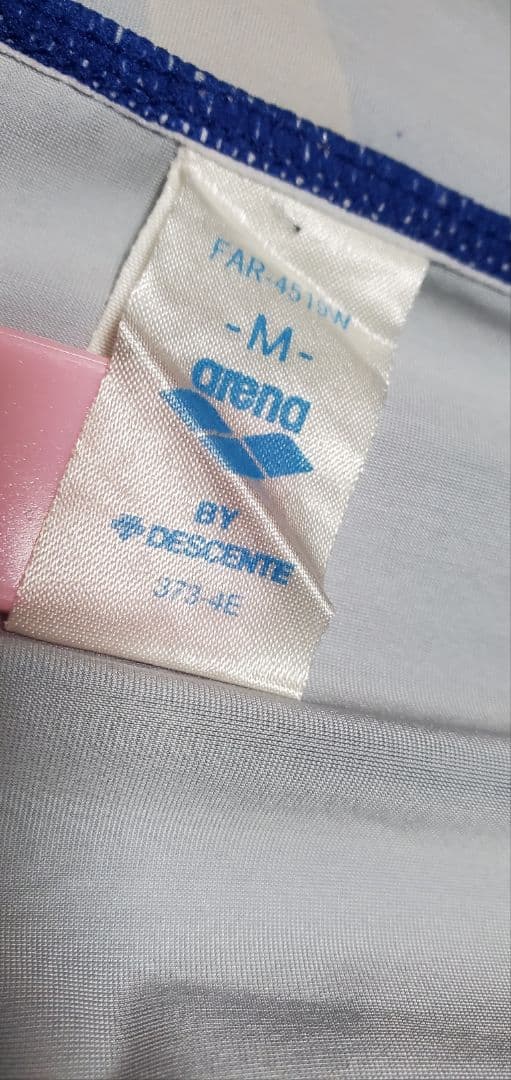 FAR-4519N
-M-
arena
BY
DESCENTE
373-4E